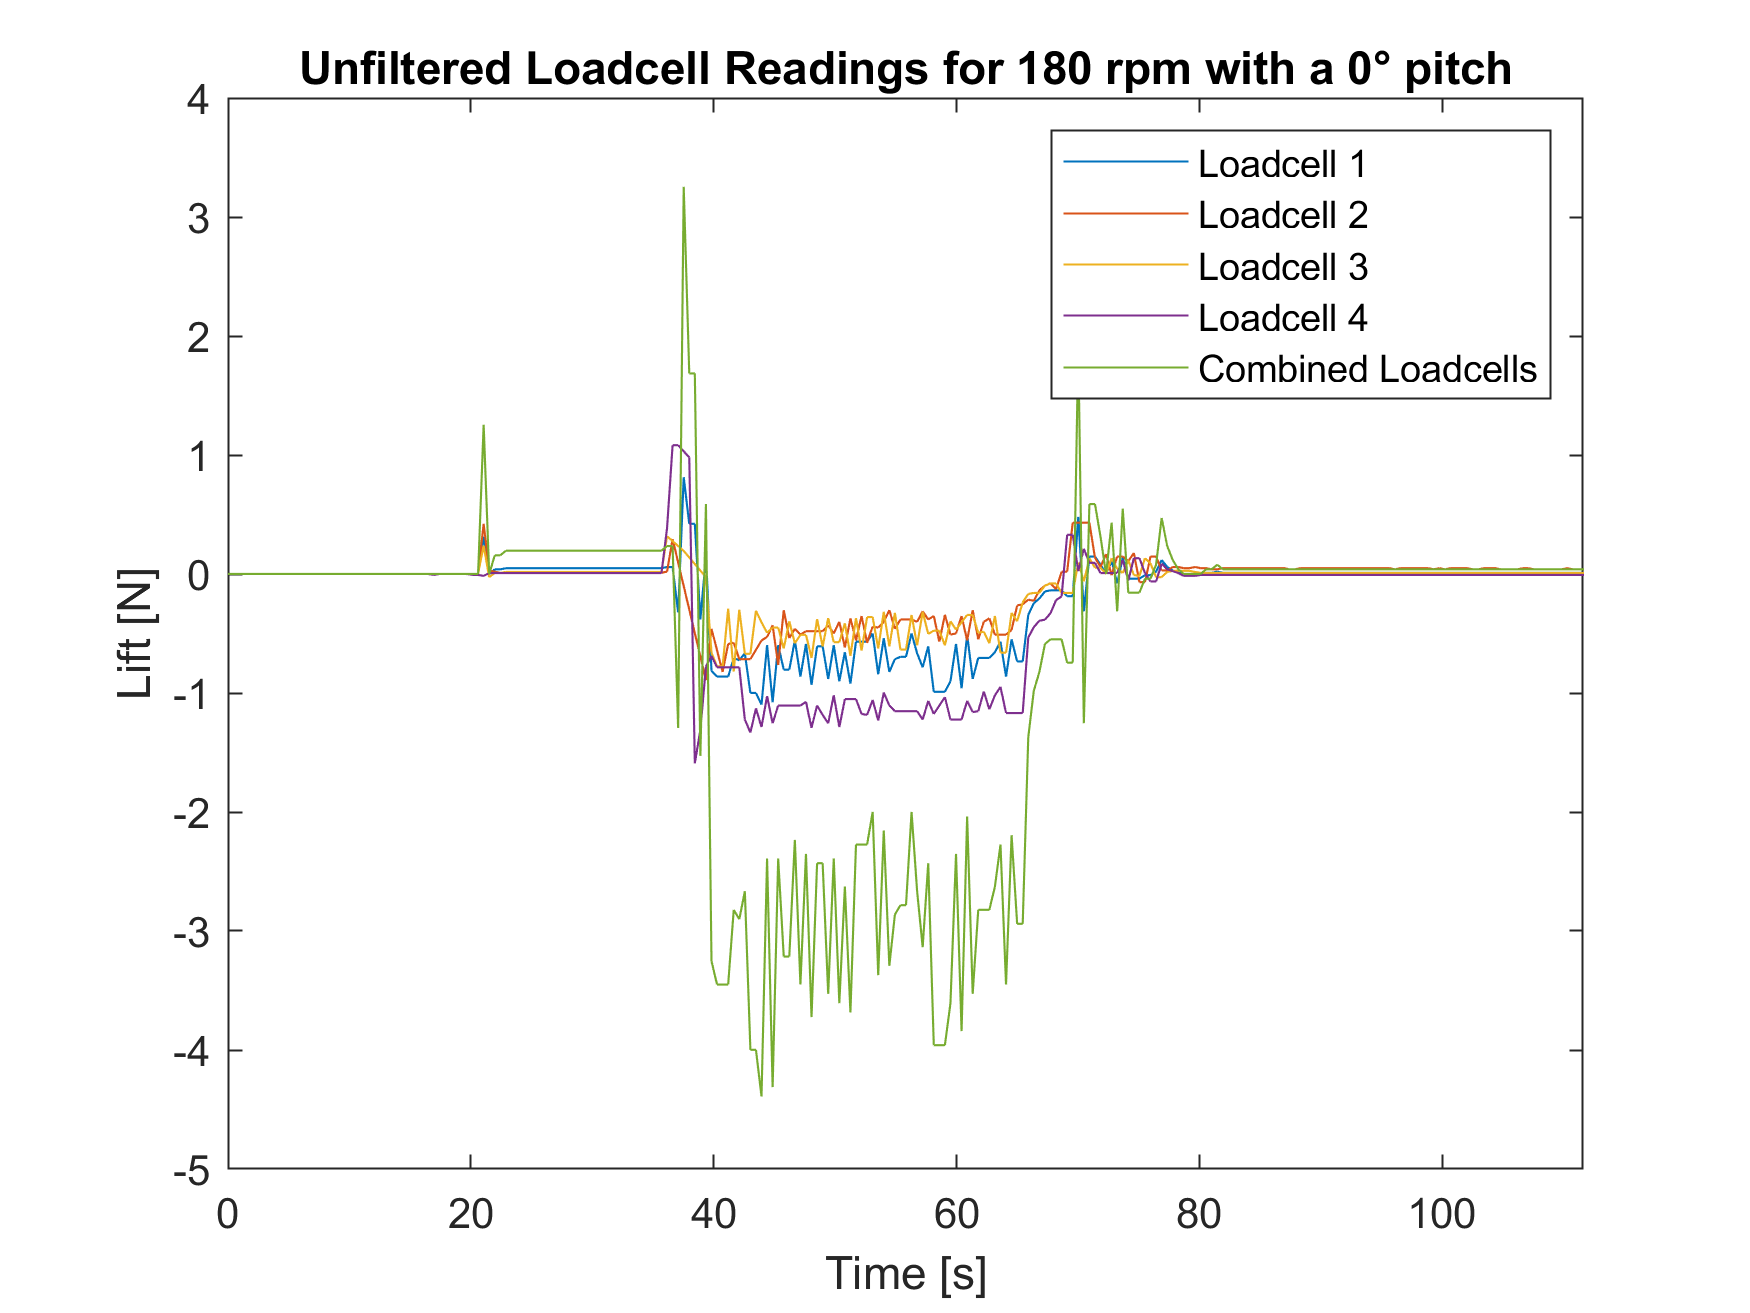 Unfiltered Loadcell Readings for 180 rpm with a 0° pitch
4
3
2
1
0
-1
-2
-3
-4
-5
Lift [N]
Loadcell 1
Loadcell 2
Loadcell 3
Loadcell 4
Combined Loadcells
0 20 40 60 80 100
Time [s]